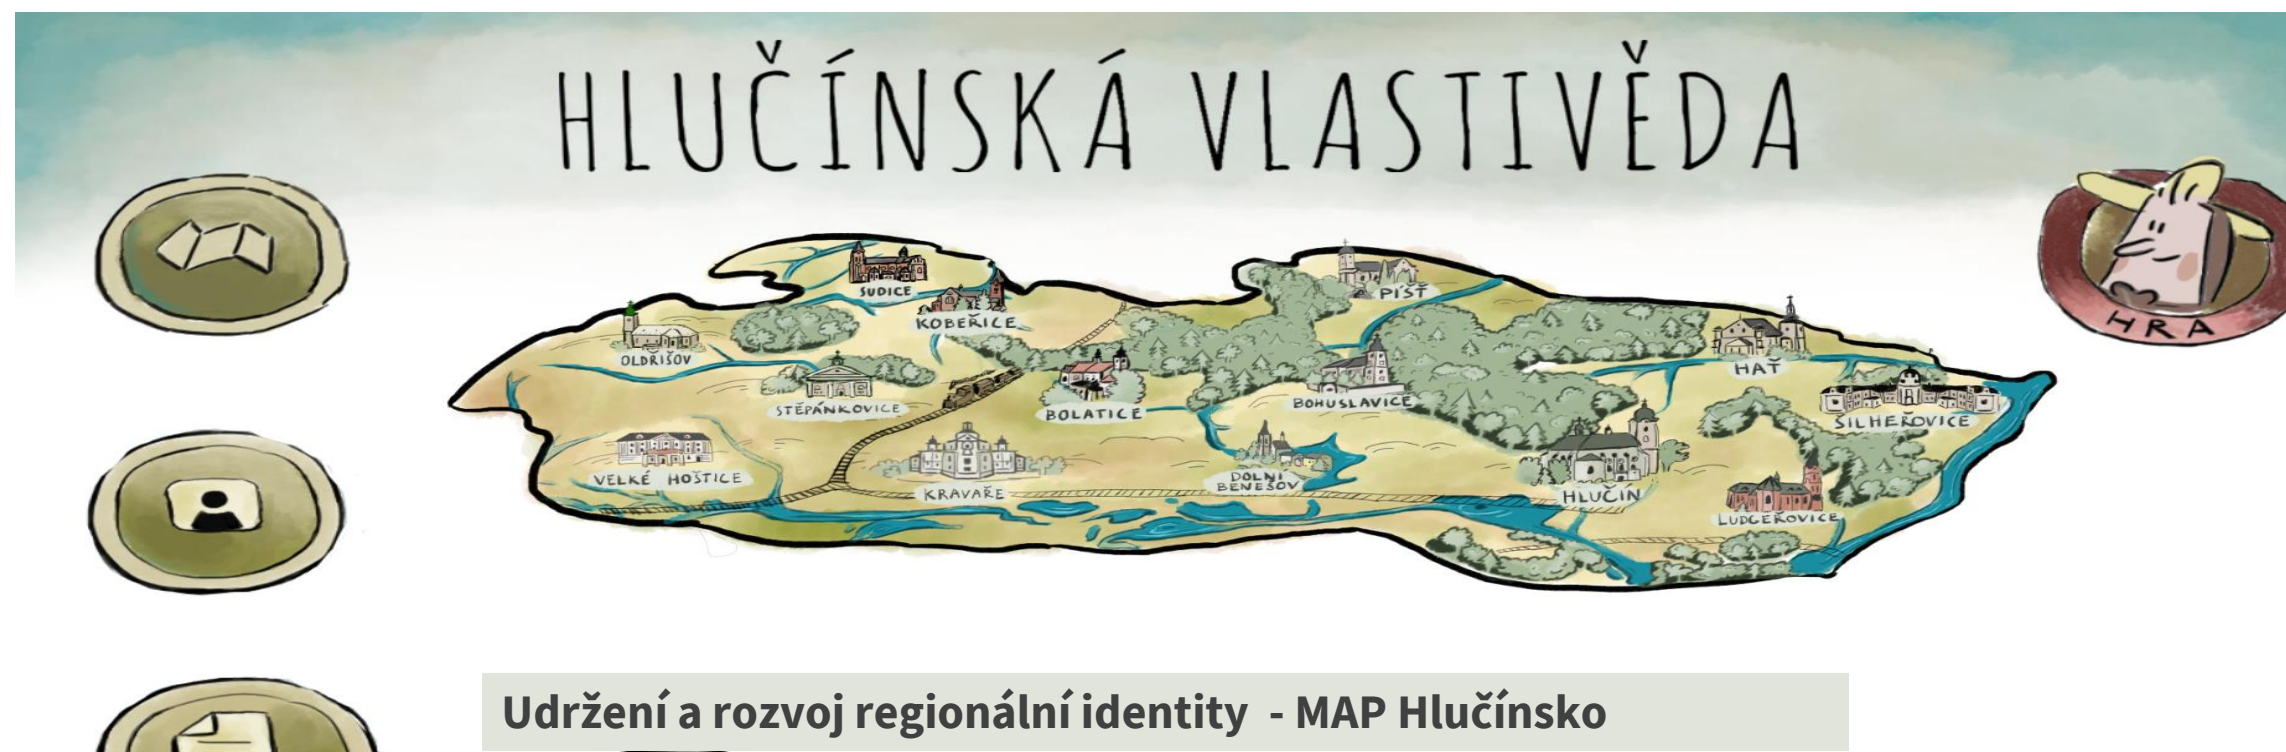 HLUČÍNSKÁ VLASTIVĚDA
SUDICE
PÍŠŤ
KOBEŘICE
OLDŘIŠOV
HRA
HAŤ
ŠTĚPÁNKOVICE
BOLATICE
BOHUSLAVICE
ŠILHEŘOVICE
VELKÉ HOŠTICE
KRAVAŘE
DOLNÍ
BENEŠOV
HLUČÍN
LUDGEŘOVICE
Udržení a rozvoj regionální identity - MAP Hlučínsko